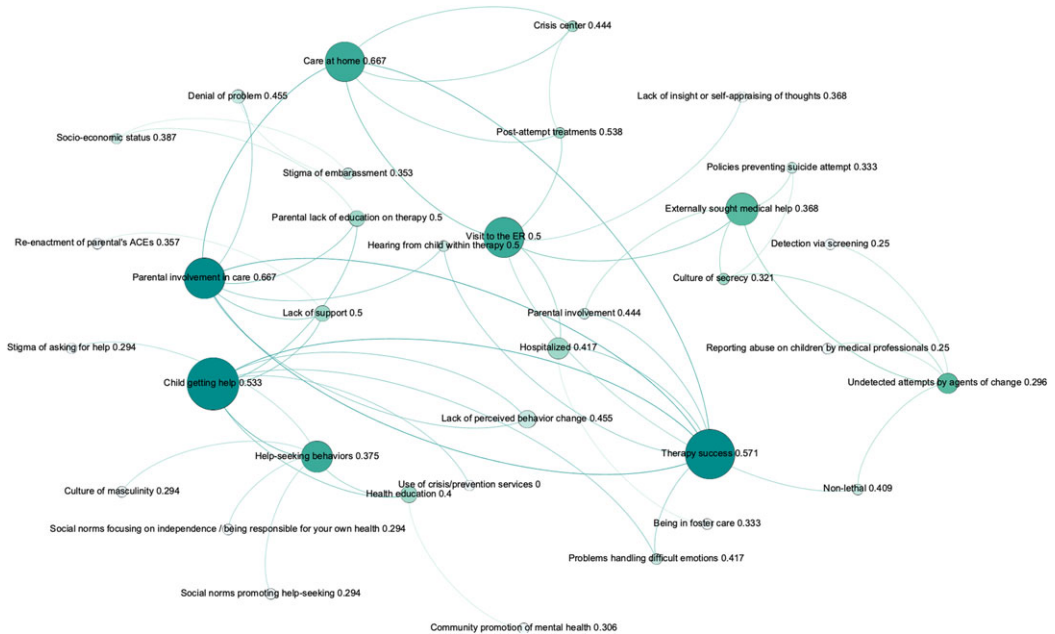 Crisis center 0.444
Care at home 0.667
Denial of problem 0.455
Lack of insight or self-appraising of thoughts 0.368
Socio-economic status 0.387
Post-attempt treatments 0.538
Stigma of embarassment 0.353
Policies preventing suicide attempt 0.333
Externally sought medical help 0.368
Parental lack of education on therapy 0.5
Visit to the ER 0.5
Re-enactment of parental's ACEs 0.357
Hearing from child within therapy 0.5
Detection via screening 0.25
Parental involvement in care 0.667
Culture of secrecy 0.321
Lack of support 0.5
Parental involvement 0.444
Stigma of asking for help 0.294
Hospitalized 0.417
Reporting abuse on children by medical professionals 0.25
Child getting help 0.533
Undetected attempts by agents of change 0.296
Lack of perceived behavior change 0.455
Therapy success 0.571
Help-seeking behaviors 0.375
Use of crisis/prevention services 0
Culture of masculinity 0.294
Health education 0.4
Non-lethal 0.409
Social norms focusing on independence / being responsible for your own health 0.294
Being in foster care 0.333
Problems handling difficult emotions 0.417
Social norms promoting help-seeking 0.294
Community promotion of mental health 0.306